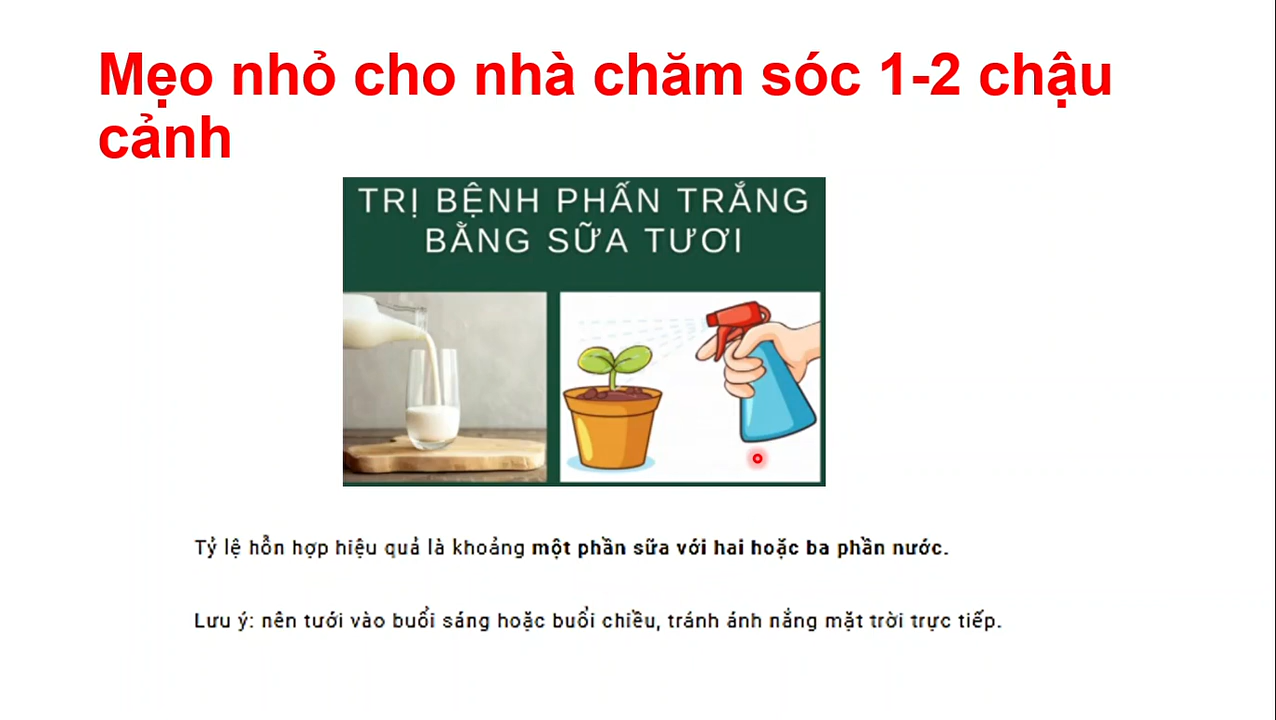 Mẹo nhỏ cho nhà chăm sóc 1-2 chậu
cảnh
TRỊ BỆNH PHẤN TRẮNG
BẰNG SỮA TƯƠI
Tỷ lệ hỗn hợp hiệu quả là khoảng một phần sữa với hai hoặc ba phần nước.
Lưu ý: nên tưới vào buổi sáng hoặc buổi chiều, tránh ánh nắng mặt trời trực tiếp.